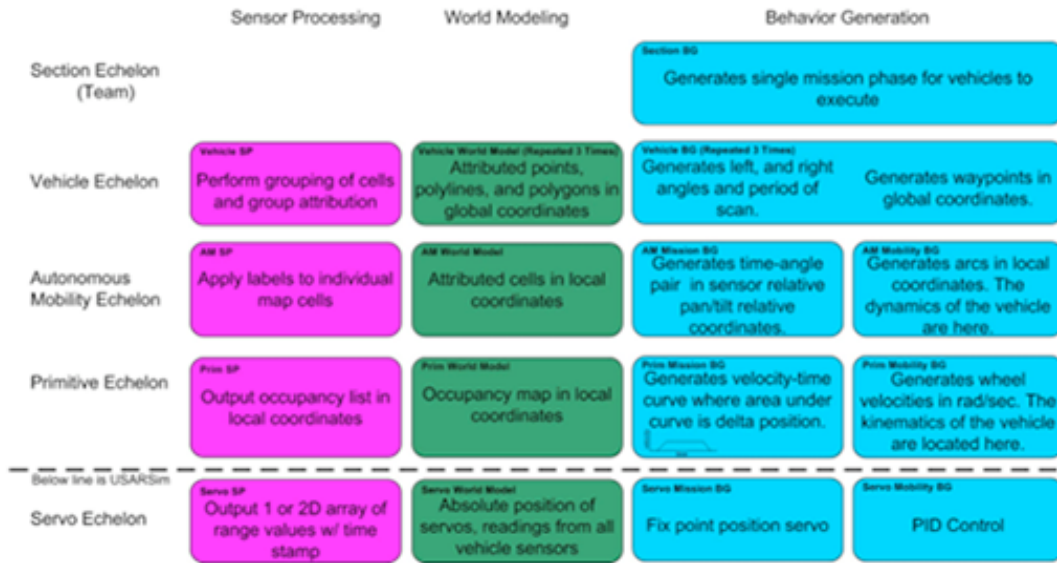 Sensor Processing
World Modeling
Behavior Generation
Section Echelon
(Team)
Section BG
Generates single mission phase for vehicles to
execute
Vehicle Echelon
Vehicle SP
Perform grouping of cells
and group attribution
Vehicle World Model (Repeated 3 Times)
Attributed points,
polylines, and polygons in
global coordinates
Vehicle BG (Repeated 3 Times)
Generates left, and right
angles and period of
scan.
Generates waypoints in
global coordinates.
Autonomous
Mobility Echelon
AM SP
Apply labels to individual
map cells
AM World Model
Attributed cells in local
coordinates
AM Mission BG
Generates time-angle
pair in sensor relative
pan/tilt relative
coordinates.
AM Mobility BG
Generates arcs in local
coordinates. The
dynamics of the vehicle
are here.
Primitive Echelon
Prim SP
Output occupancy list in
local coordinates
Prim World Model
Occupancy map in local
coordinates
Prim Mission BG
Generates velocity-time
curve where area under
curve is delta position.
Prim Mobility BG
Generates wheel
velocities in rad/sec. The
kinematics of the vehicle
are located here.
Below line is USARSim
Servo Echelon
Servo SP
Output 1 or 2D array of
range values w/ time
stamp
Servo World Model
Absolute position of
servos, readings from all
vehicle sensors
Servo Mission BG
Fix point position servo
Servo Mobility BG
PID Control